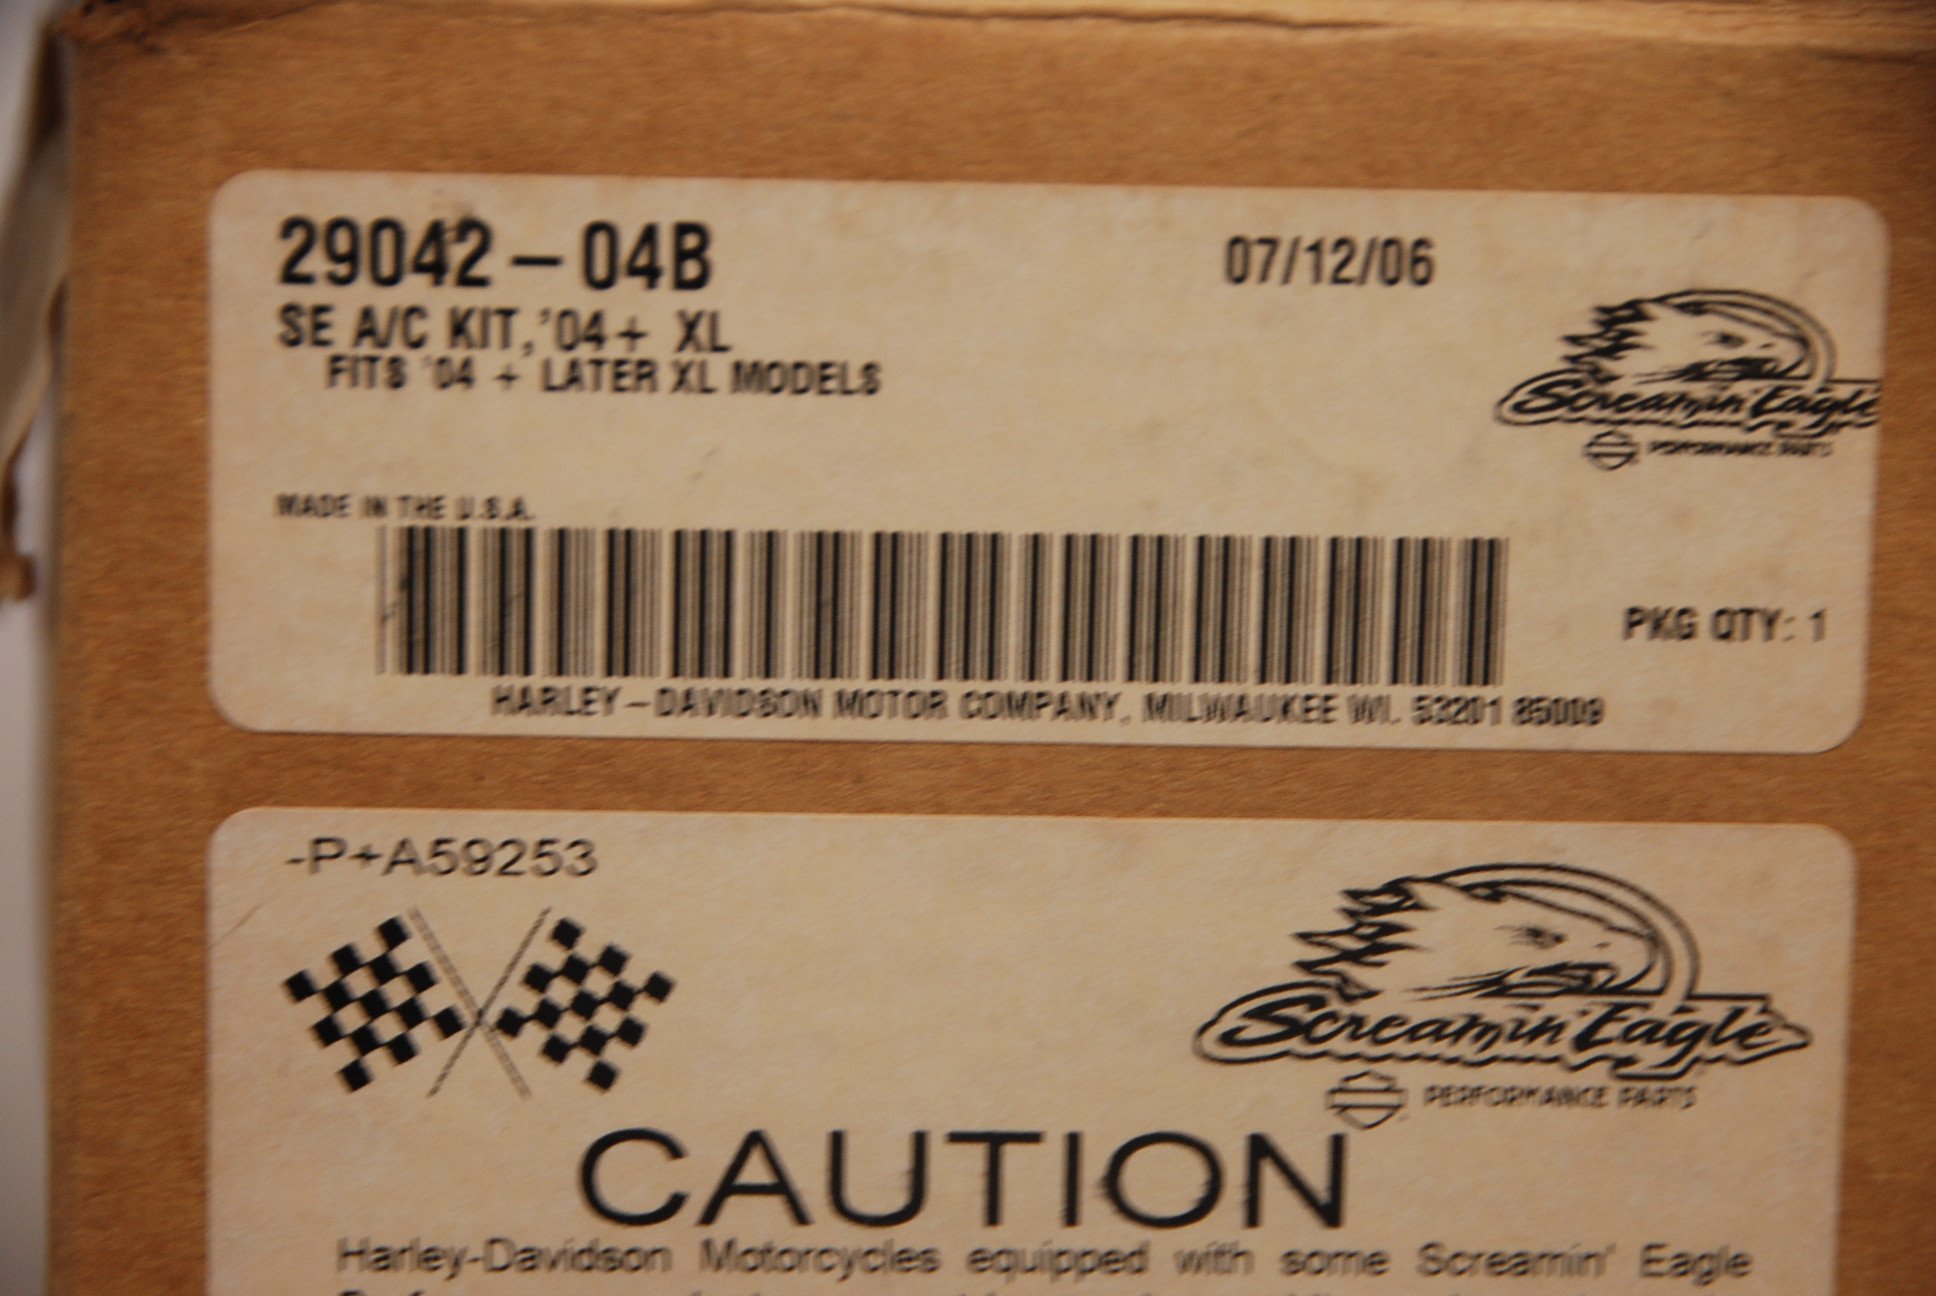 29042-04B
07/12/06
SE A/C KIT,'04+ XL
FITS '04 + LATER XL MODELS
Screamin' Eagle
PERFORMANCE PARTS
MADE IN THE U.S.A.
PKG QTY: 1
HARLEY-DAVIDSON MOTOR COMPANY, MILWAUKEE WI. 53201 85009
-P+A59253
Screamin' Eagle
PERFORMANCE PARTS
CAUTION
Harley-Davidson Motorcycles equipped with some Screamin' Eagle